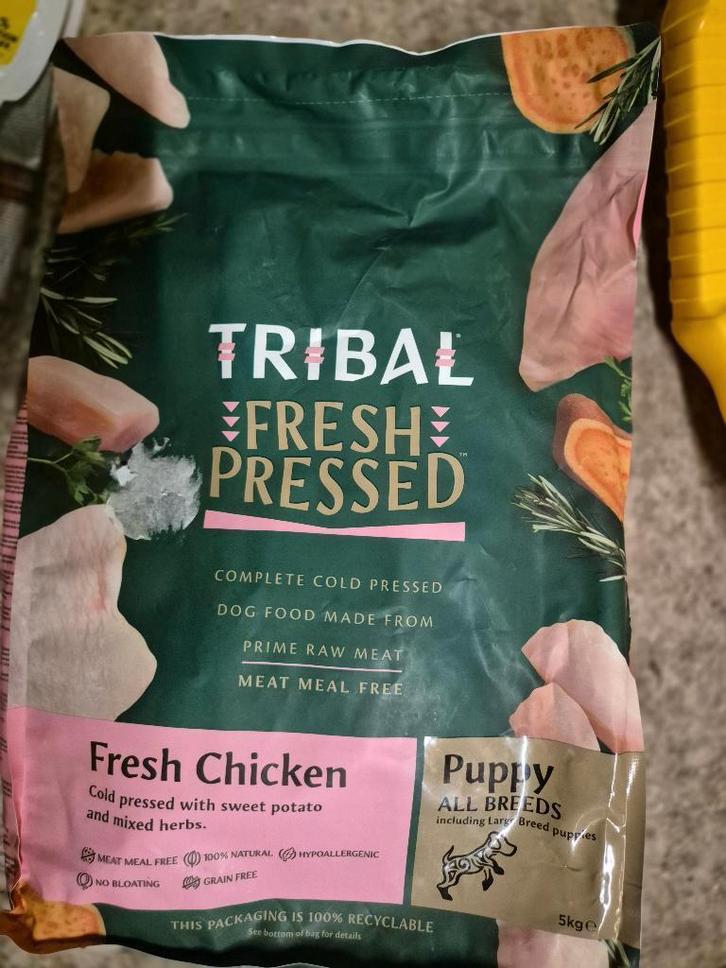 TRIBAL
FRESH
PRESSED™
COMPLETE COLD PRESSED
DOG FOOD MADE FROM
PRIME RAW MEAT
MEAT MEAL FREE
Fresh Chicken
Cold pressed with sweet potato
and mixed herbs.
MEAT MEAL FREE 100% NATURAL HYPOALLERGENIC
NO BLOATING GRAIN FREE
Puppy
ALL BREEDS
including Large Breed puppies
5kg℮
THIS PACKAGING IS 100% RECYCLABLE
See bottom of bag for details